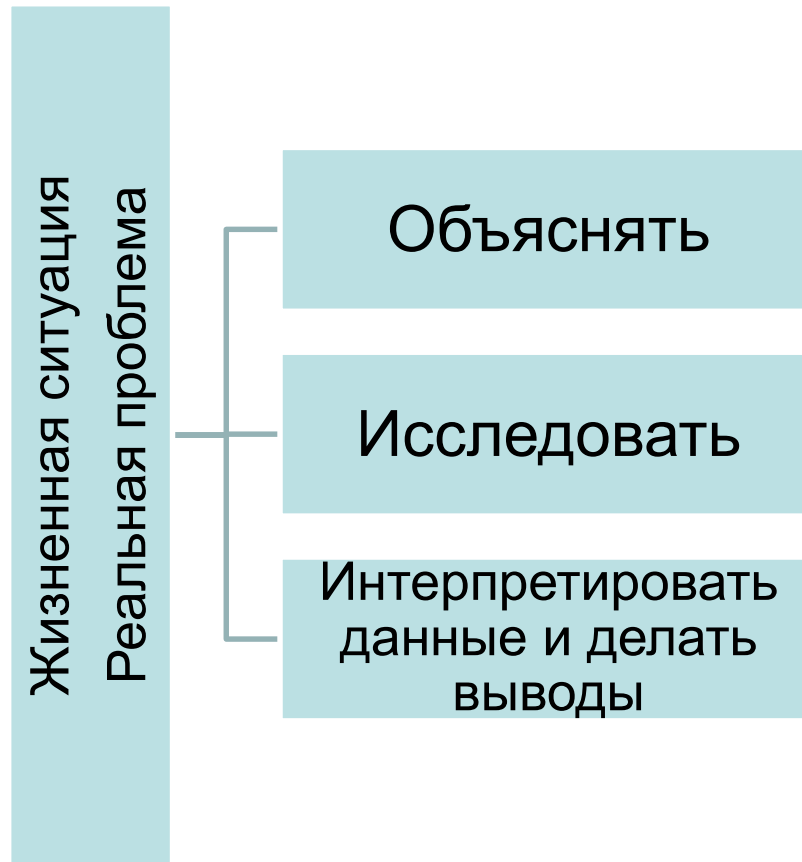 Жизненная ситуация
Реальная проблема
Объяснять
Исследовать
Интерпретировать
данные и делать
выводы